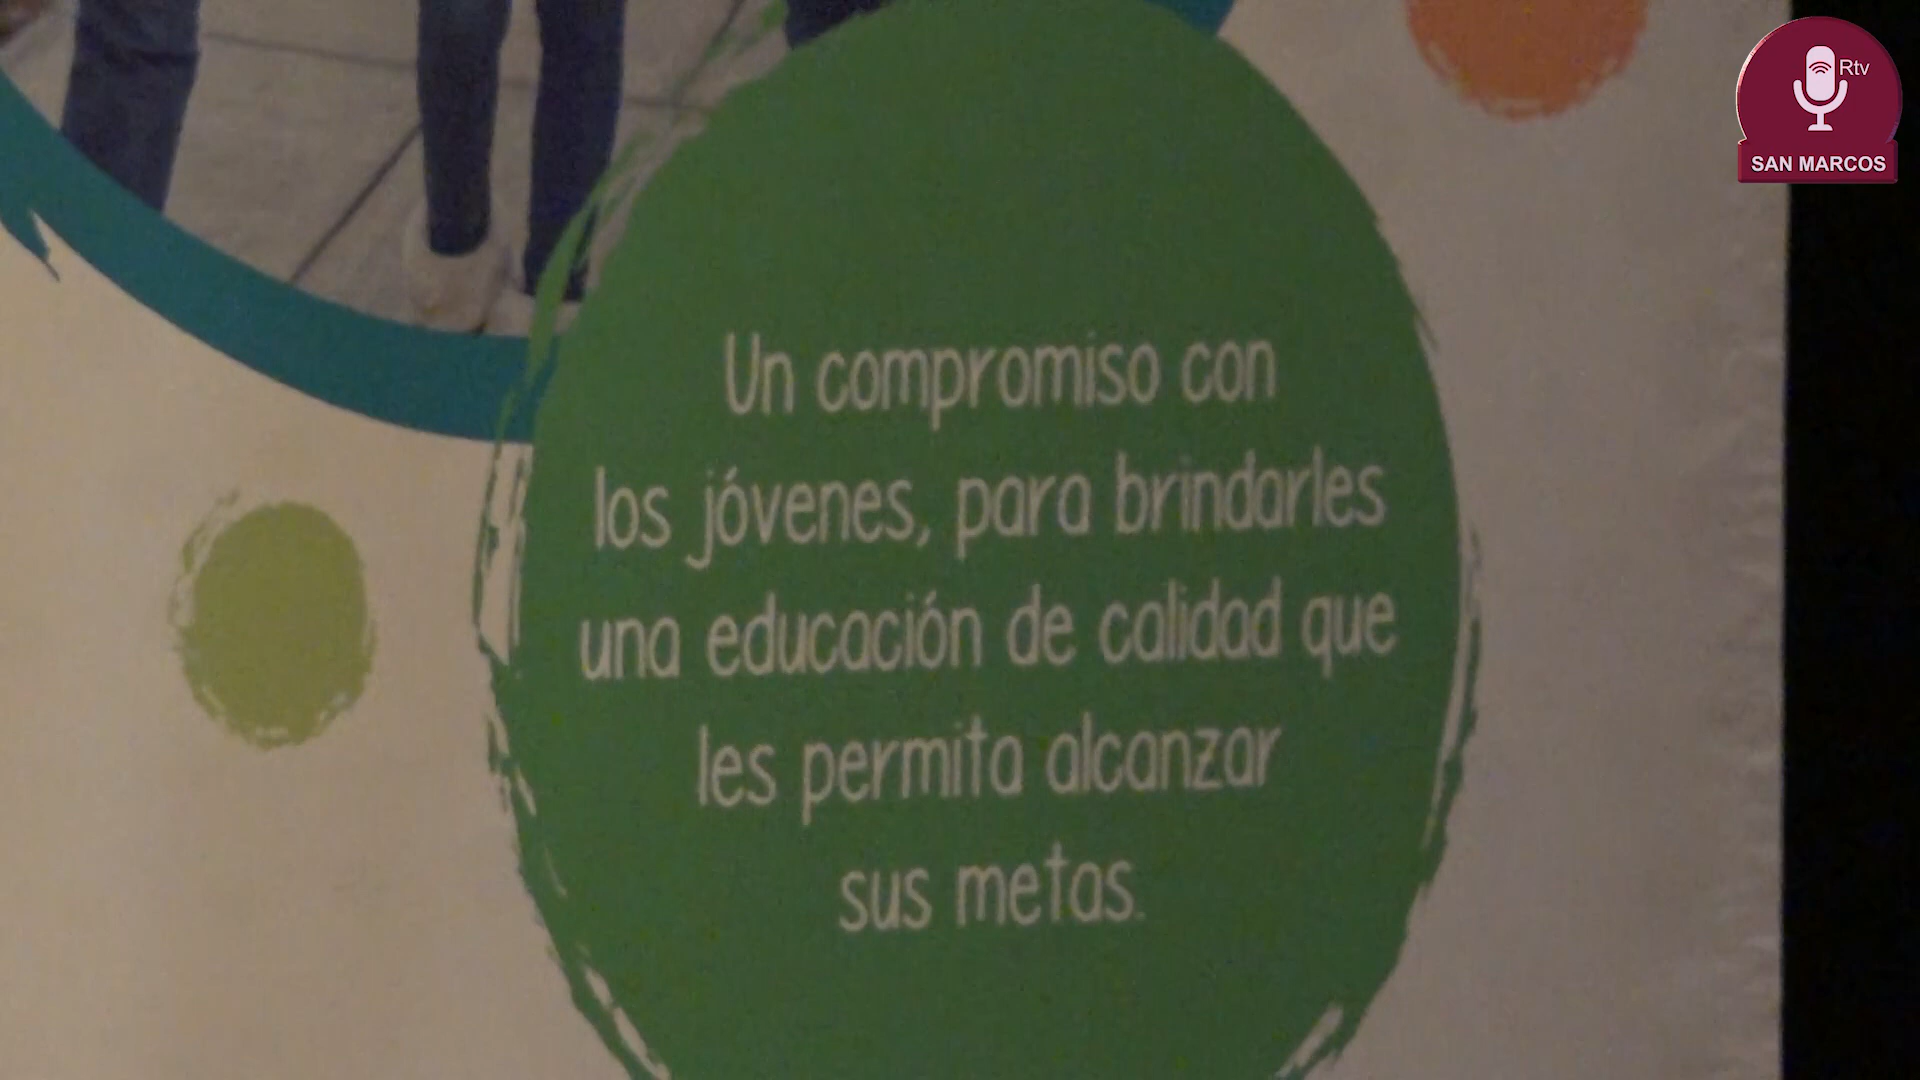 Rtv
SAN MARCOS
Un compromiso con
los jóvenes, para brindarles
una educación de calidad que
les permita alcanzar
sus metas.